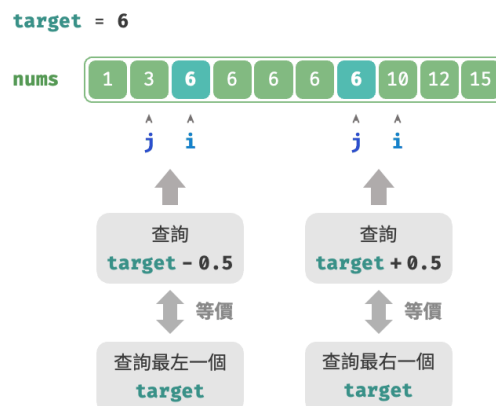 target = 6
nums 1 3 6 6 6 6 6 10 12 15
j i j i
查詢 查詢
target - 0.5 target + 0.5
等價 等價
查詢最左一個 查詢最右一個
target target